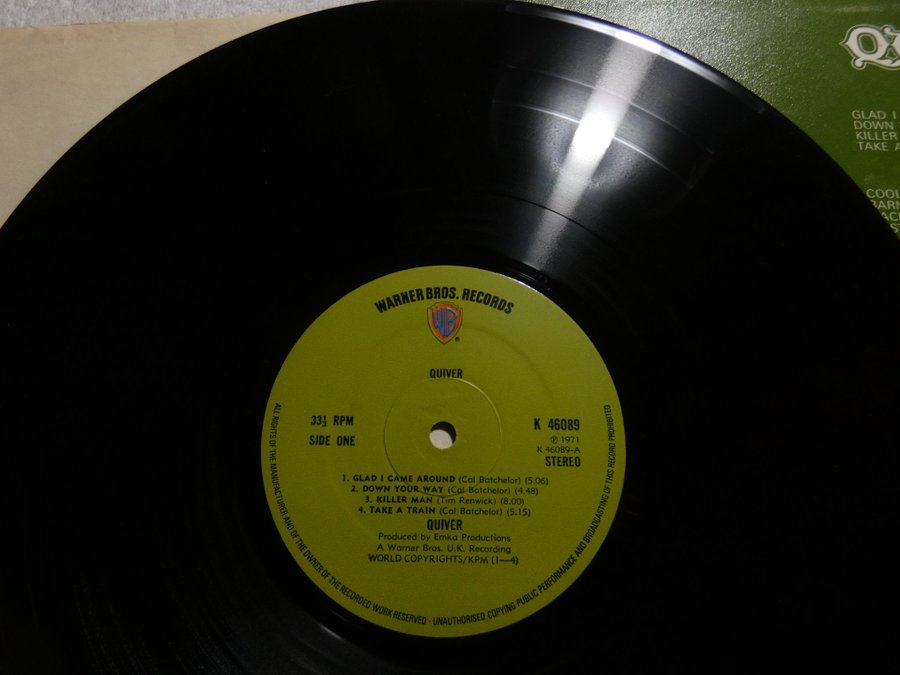 WARNER BROS. RECORDS
WB
®
QUIVER
33⅓ RPM
SIDE ONE
K 46089
℗ 1971
K 46089-A
STEREO
1. GLAD I CAME AROUND (Cal Batchelor) (5.06)
2. DOWN YOUR WAY (Cal Batchelor) (4.48)
3. KILLER MAN (Tim Renwick) (8.00)
4. TAKE A TRAIN (Cal Batchelor) (5.15)
QUIVER
Produced by Emka Productions
A Warner Bros. U.K. Recording
WORLD COPYRIGHTS/KPM (1—4)
ALL RIGHTS OF THE MANUFACTURER AND OF THE OWNER OF THE RECORDED WORK RESERVED · UNAUTHORISED COPYING PUBLIC PERFORMANCE AND BROADCASTING OF THIS RECORD PROHIBITED
GLAD I
DOWN
KILLER
TAKE